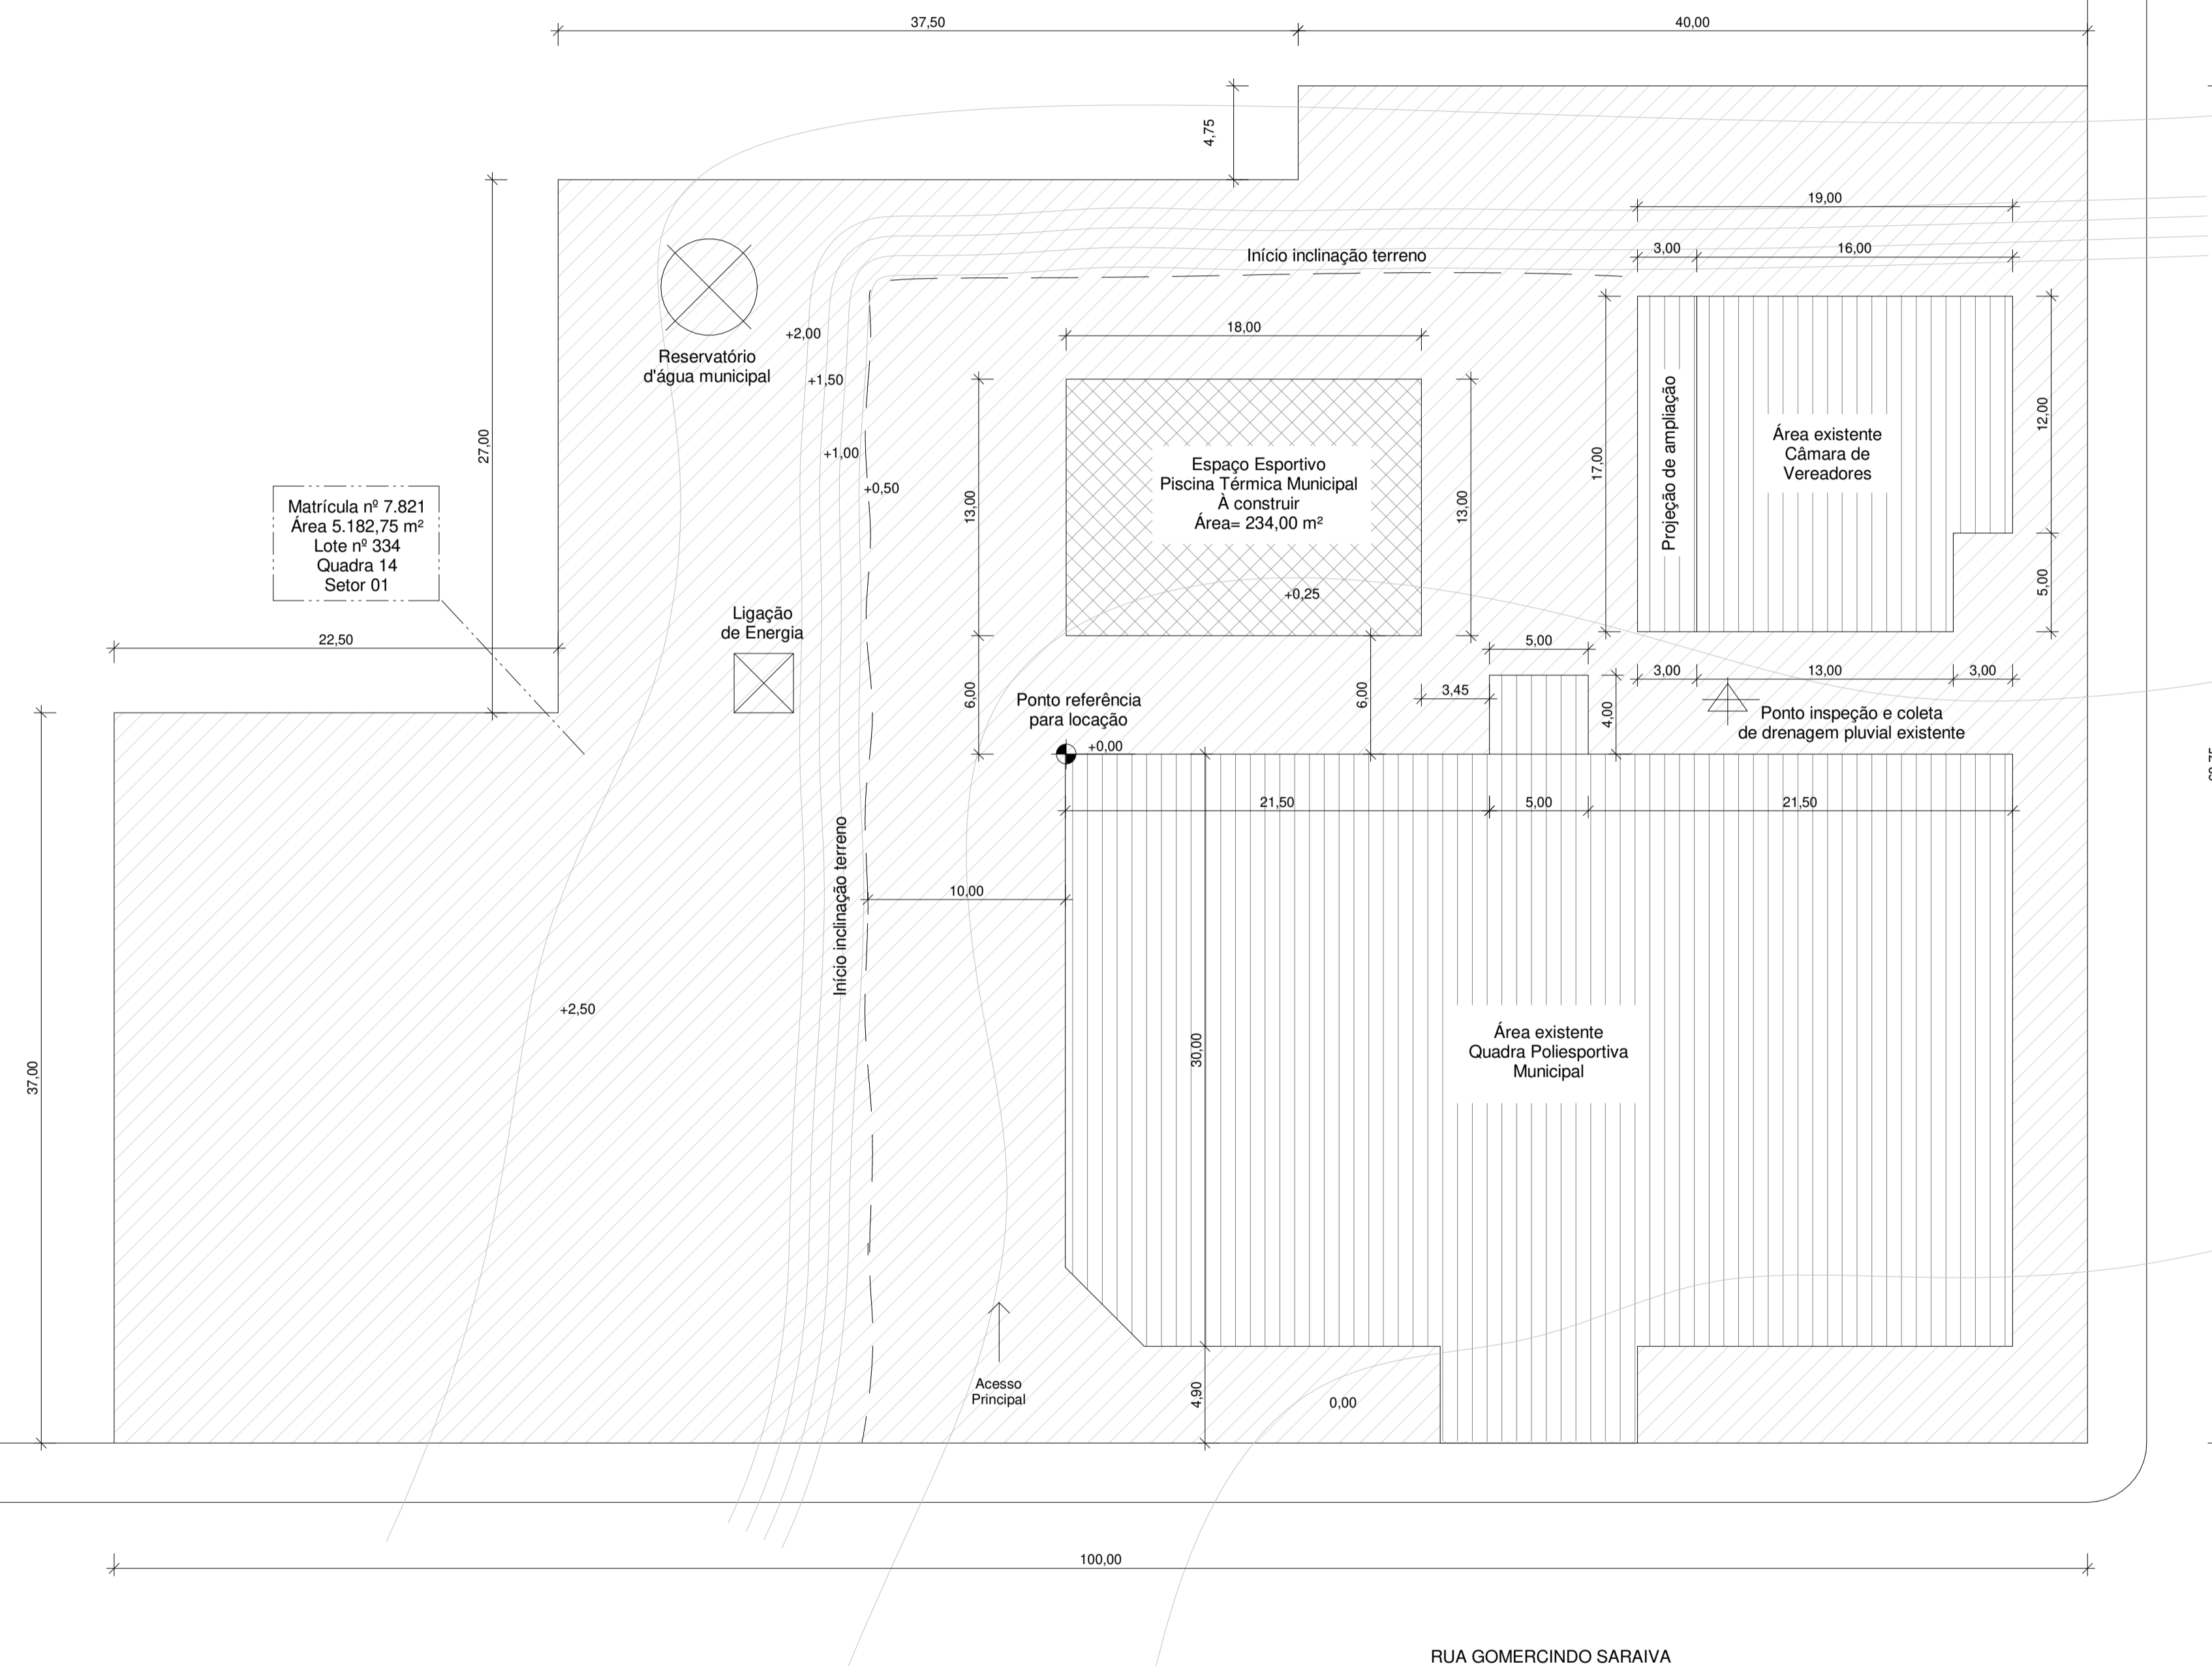 37,50
40,00
4,75
19,00
3,00
16,00
Início inclinação terreno
+2,00
18,00
Reservatório
d'água municipal
+1,50
27,00
+1,00
+0,50
13,00
Espaço Esportivo
Piscina Térmica Municipal
À construir
Área= 234,00 m²
+0,25
13,00
17,00
Projeção de ampliação
Área existente
Câmara de
Vereadores
12,00
5,00
Matrícula nº 7.821
Área 5.182,75 m²
Lote nº 334
Quadra 14
Setor 01
22,50
Ligação
de Energia
6,00
Ponto referência
para locação
+0,00
6,00
3,45
5,00
4,00
3,00
13,00
3,00
Ponto inspeção e coleta
de drenagem pluvial existente
21,50
5,00
21,50
Início inclinação terreno
10,00
+2,50
37,00
30,00
Área existente
Quadra Poliesportiva
Municipal
Acesso
Principal
4,90
0,00
100,00
RUA GOMERCINDO SARAIVA